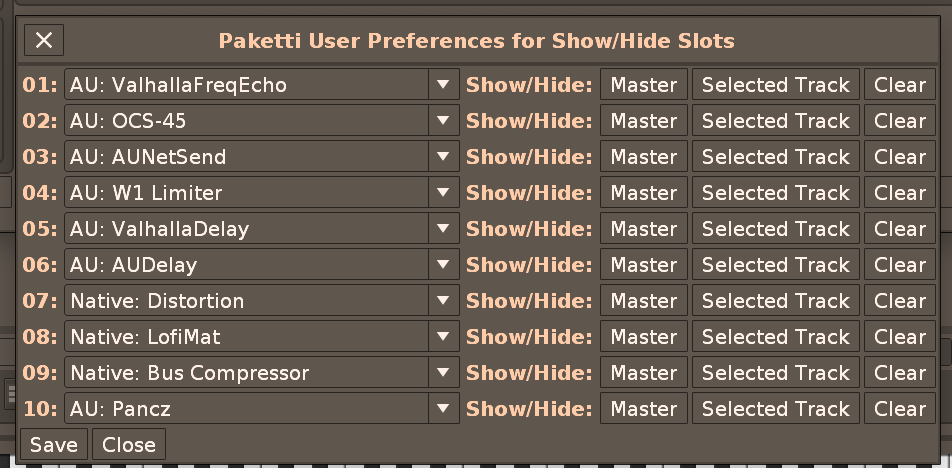 Paketti User Preferences for Show/Hide Slots
01: AU: ValhallaFreqEcho Show/Hide: Master Selected Track Clear
02: AU: OCS-45 Show/Hide: Master Selected Track Clear
03: AU: AUNetSend Show/Hide: Master Selected Track Clear
04: AU: W1 Limiter Show/Hide: Master Selected Track Clear
05: AU: ValhallaDelay Show/Hide: Master Selected Track Clear
06: AU: AUDelay Show/Hide: Master Selected Track Clear
07: Native: Distortion Show/Hide: Master Selected Track Clear
08: Native: LofiMat Show/Hide: Master Selected Track Clear
09: Native: Bus Compressor Show/Hide: Master Selected Track Clear
10: AU: Pancz Show/Hide: Master Selected Track Clear
Save Close